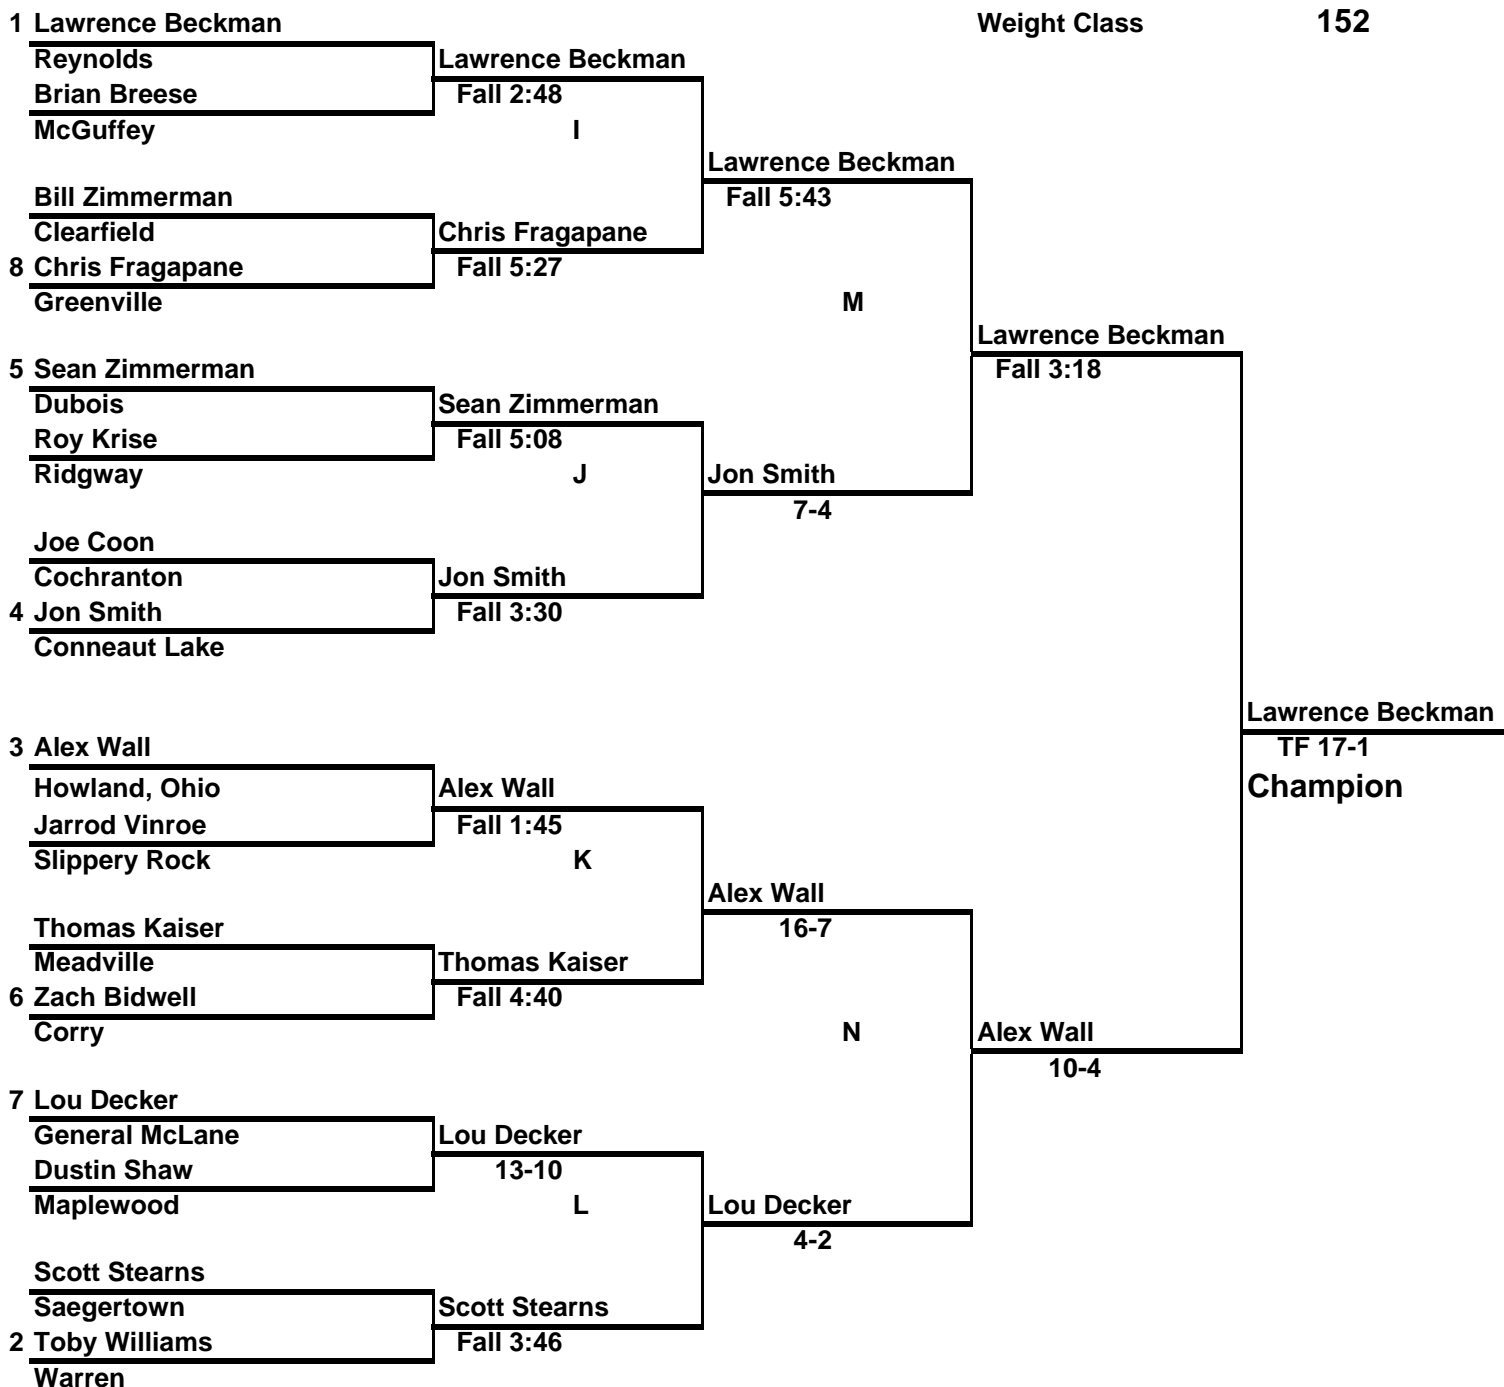 1 Lawrence Beckman
Weight Class 152
Reynolds
Lawrence Beckman
Brian Breese
Fall 2:48
McGuffey
I
Lawrence Beckman
Bill Zimmerman
Fall 5:43
Clearfield
Chris Fragapane
8 Chris Fragapane
Fall 5:27
Greenville
M
Lawrence Beckman
5 Sean Zimmerman
Fall 3:18
Dubois
Sean Zimmerman
Roy Krise
Fall 5:08
Ridgway
J
Jon Smith
7-4
Joe Coon
Cochranton
Jon Smith
4 Jon Smith
Fall 3:30
Conneaut Lake
Lawrence Beckman
3 Alex Wall
TF 17-1
Howland, Ohio
Alex Wall
Champion
Jarrod Vinroe
Fall 1:45
Slippery Rock
K
Alex Wall
Thomas Kaiser
16-7
Meadville
Thomas Kaiser
6 Zach Bidwell
Fall 4:40
Corry
N
Alex Wall
10-4
7 Lou Decker
General McLane
Lou Decker
Dustin Shaw
13-10
Maplewood
L
Lou Decker
4-2
Scott Stearns
Saegertown
Scott Stearns
2 Toby Williams
Fall 3:46
Warren